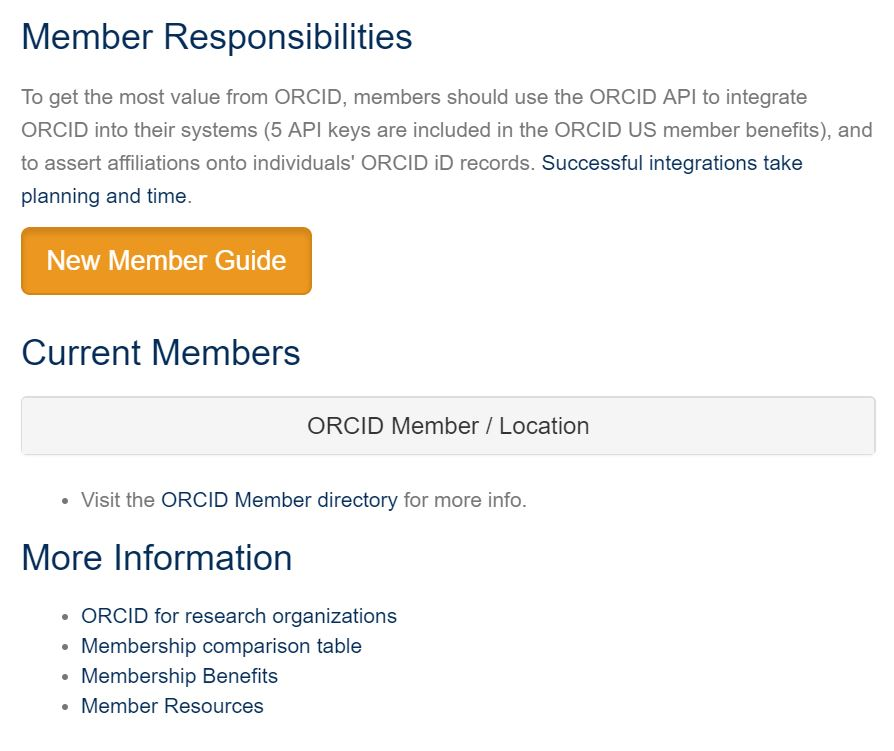 Member Responsibilities
To get the most value from ORCID, members should use the ORCID API to integrate
ORCID into their systems (5 API keys are included in the ORCID US member benefits), and
to assert affiliations onto individuals' ORCID iD records. Successful integrations take
planning and time.
New Member Guide
Current Members
ORCID Member / Location
• Visit the ORCID Member directory for more info.
More Information
• ORCID for research organizations
• Membership comparison table
• Membership Benefits
• Member Resources